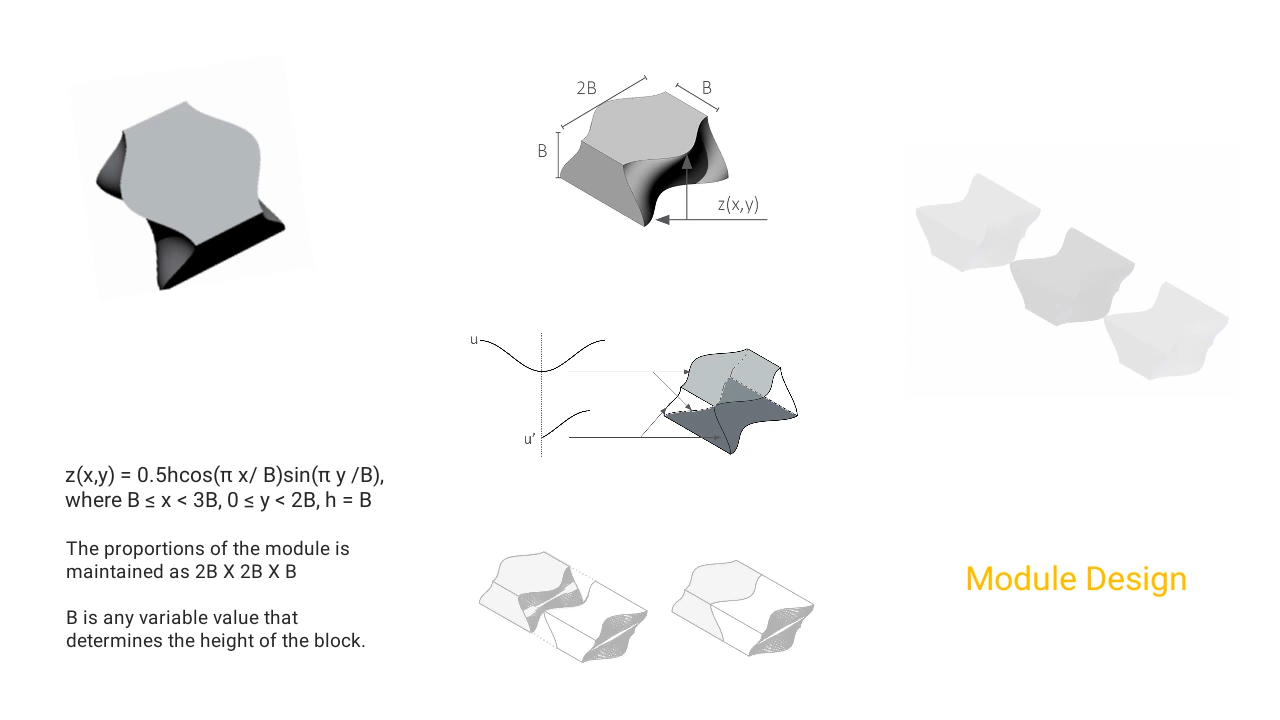 2B
B
B
z(x,y)
u
u'
z(x,y) = 0.5hcos(π x/ B)sin(π y /B),
where B ≤ x < 3B, 0 ≤ y < 2B, h = B
The proportions of the module is
maintained as 2B X 2B X B
B is any variable value that
determines the height of the block.
Module Design